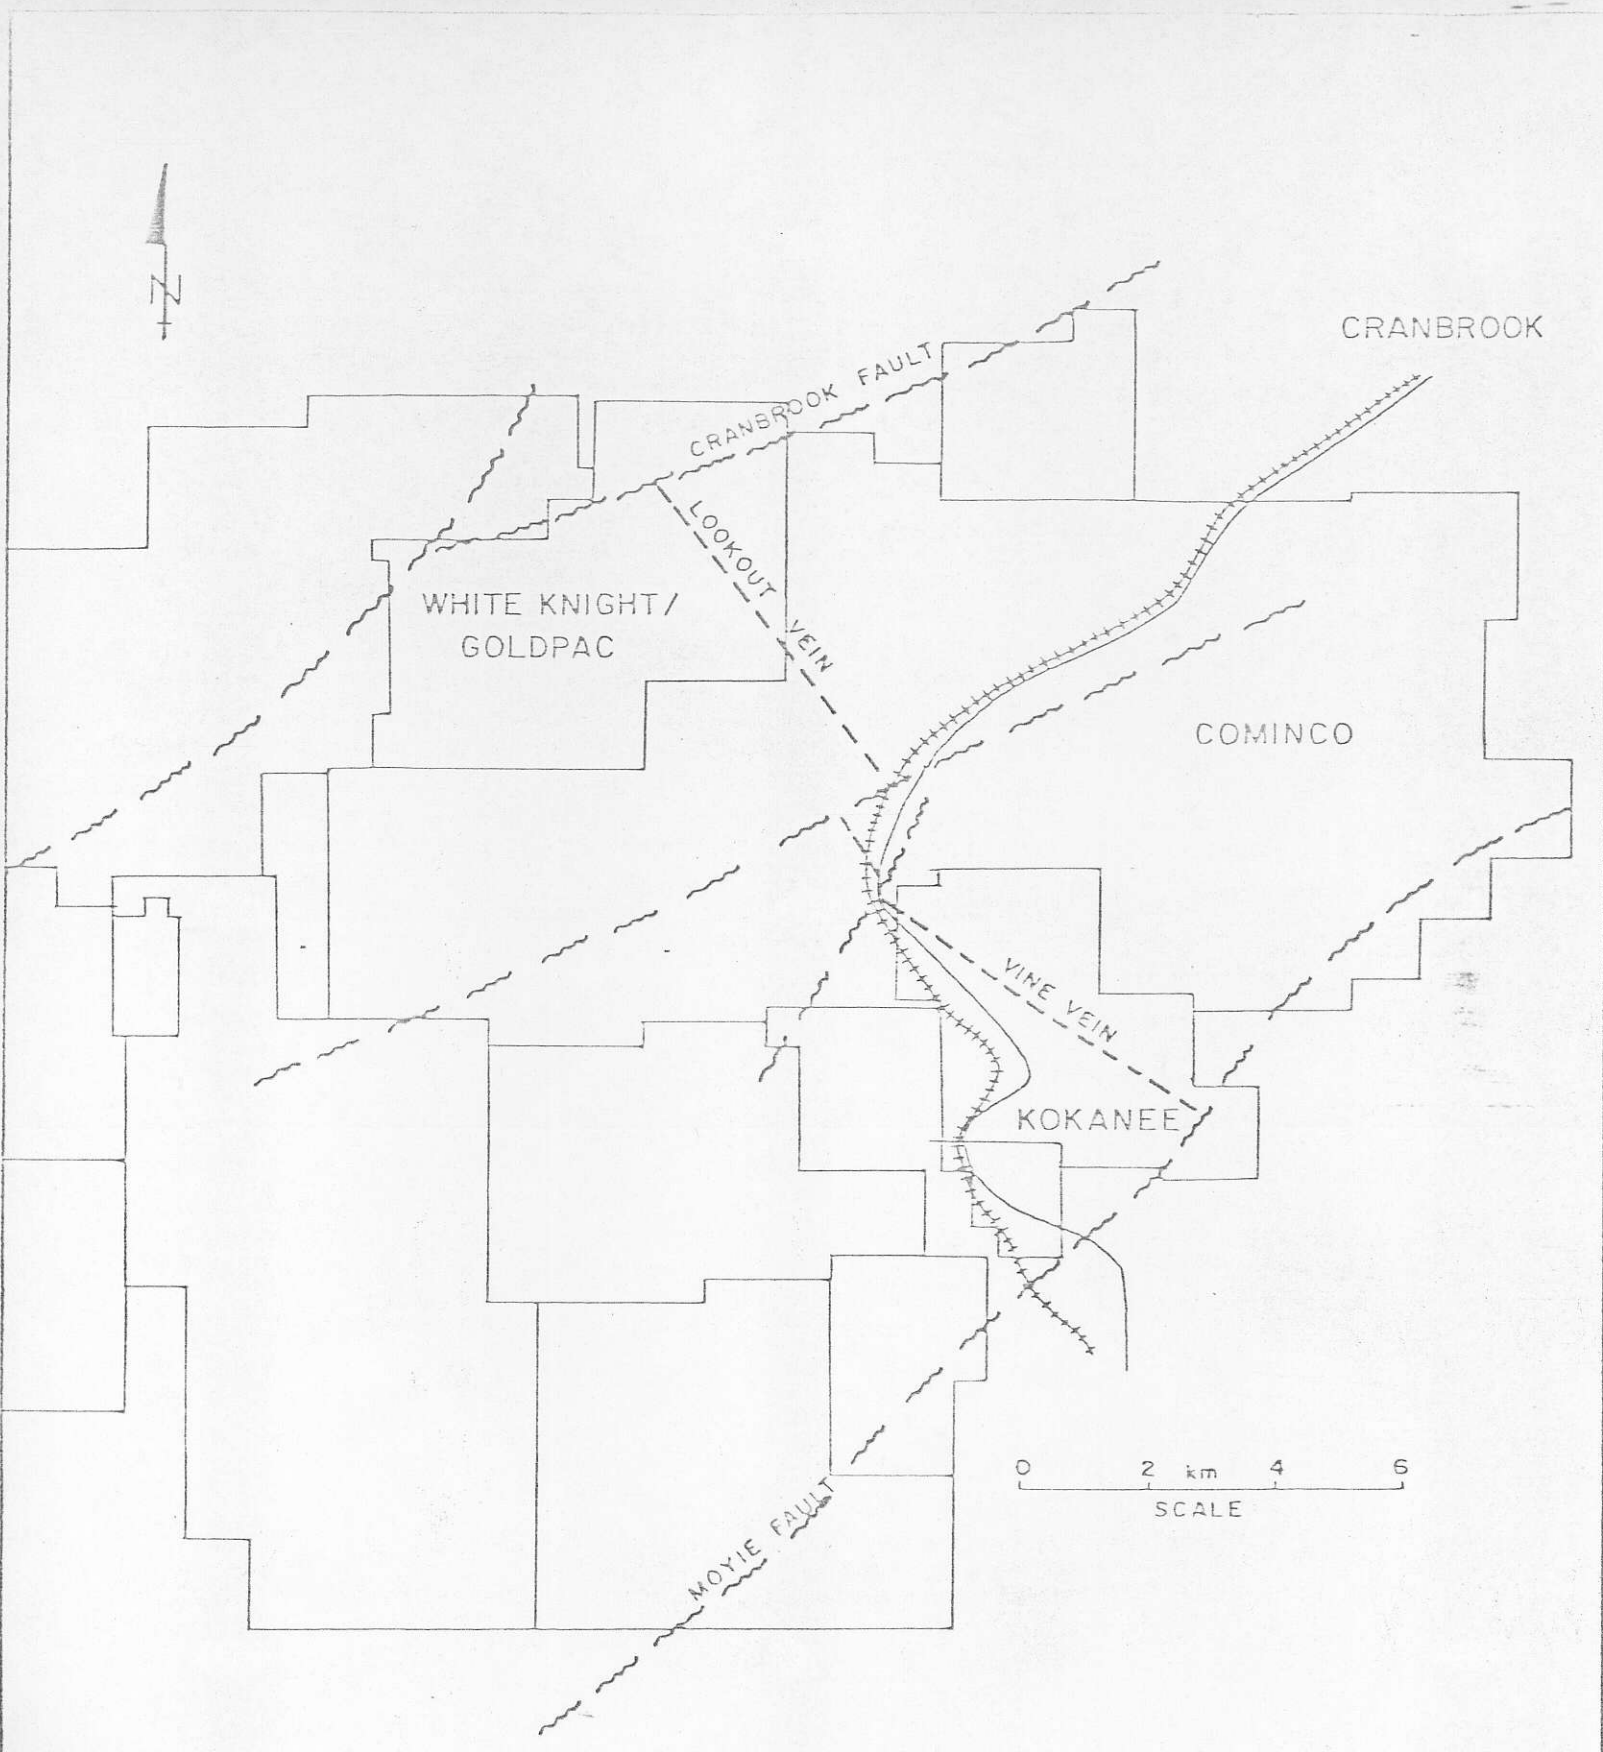 N
CRANBROOK
CRANBROOK FAULT
LOOKOUT VEIN
WHITE KNIGHT/
GOLDPAC
COMINCO
VINE VEIN
KOKANEE
0 2 km 4 6
SCALE
MOYIE FAULT